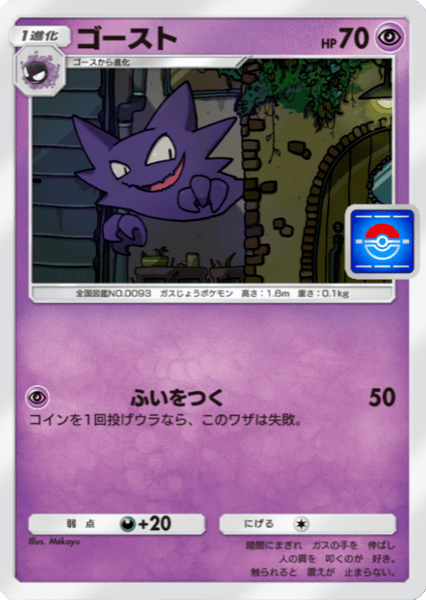 1進化
ゴースト
HP70
ゴースから進化
全国図鑑NO.0093 ガスじょうポケモン 高さ:1.6m 重さ:0.1kg
ふいをつく 50
コインを1回投げウラなら、このワザは失敗。
弱点 +20
にげる
Illus. Mékayu
暗闇にまぎれ ガスの手を 伸ばし
人の肩を 叩くのが 好き。
触られると 震えが 止まらない。